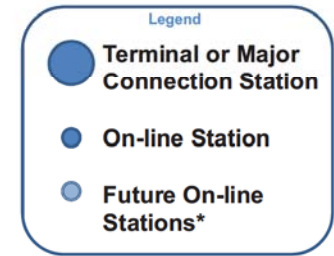 Legend
Terminal or Major
Connection Station
On-line Station
Future On-line
Stations*